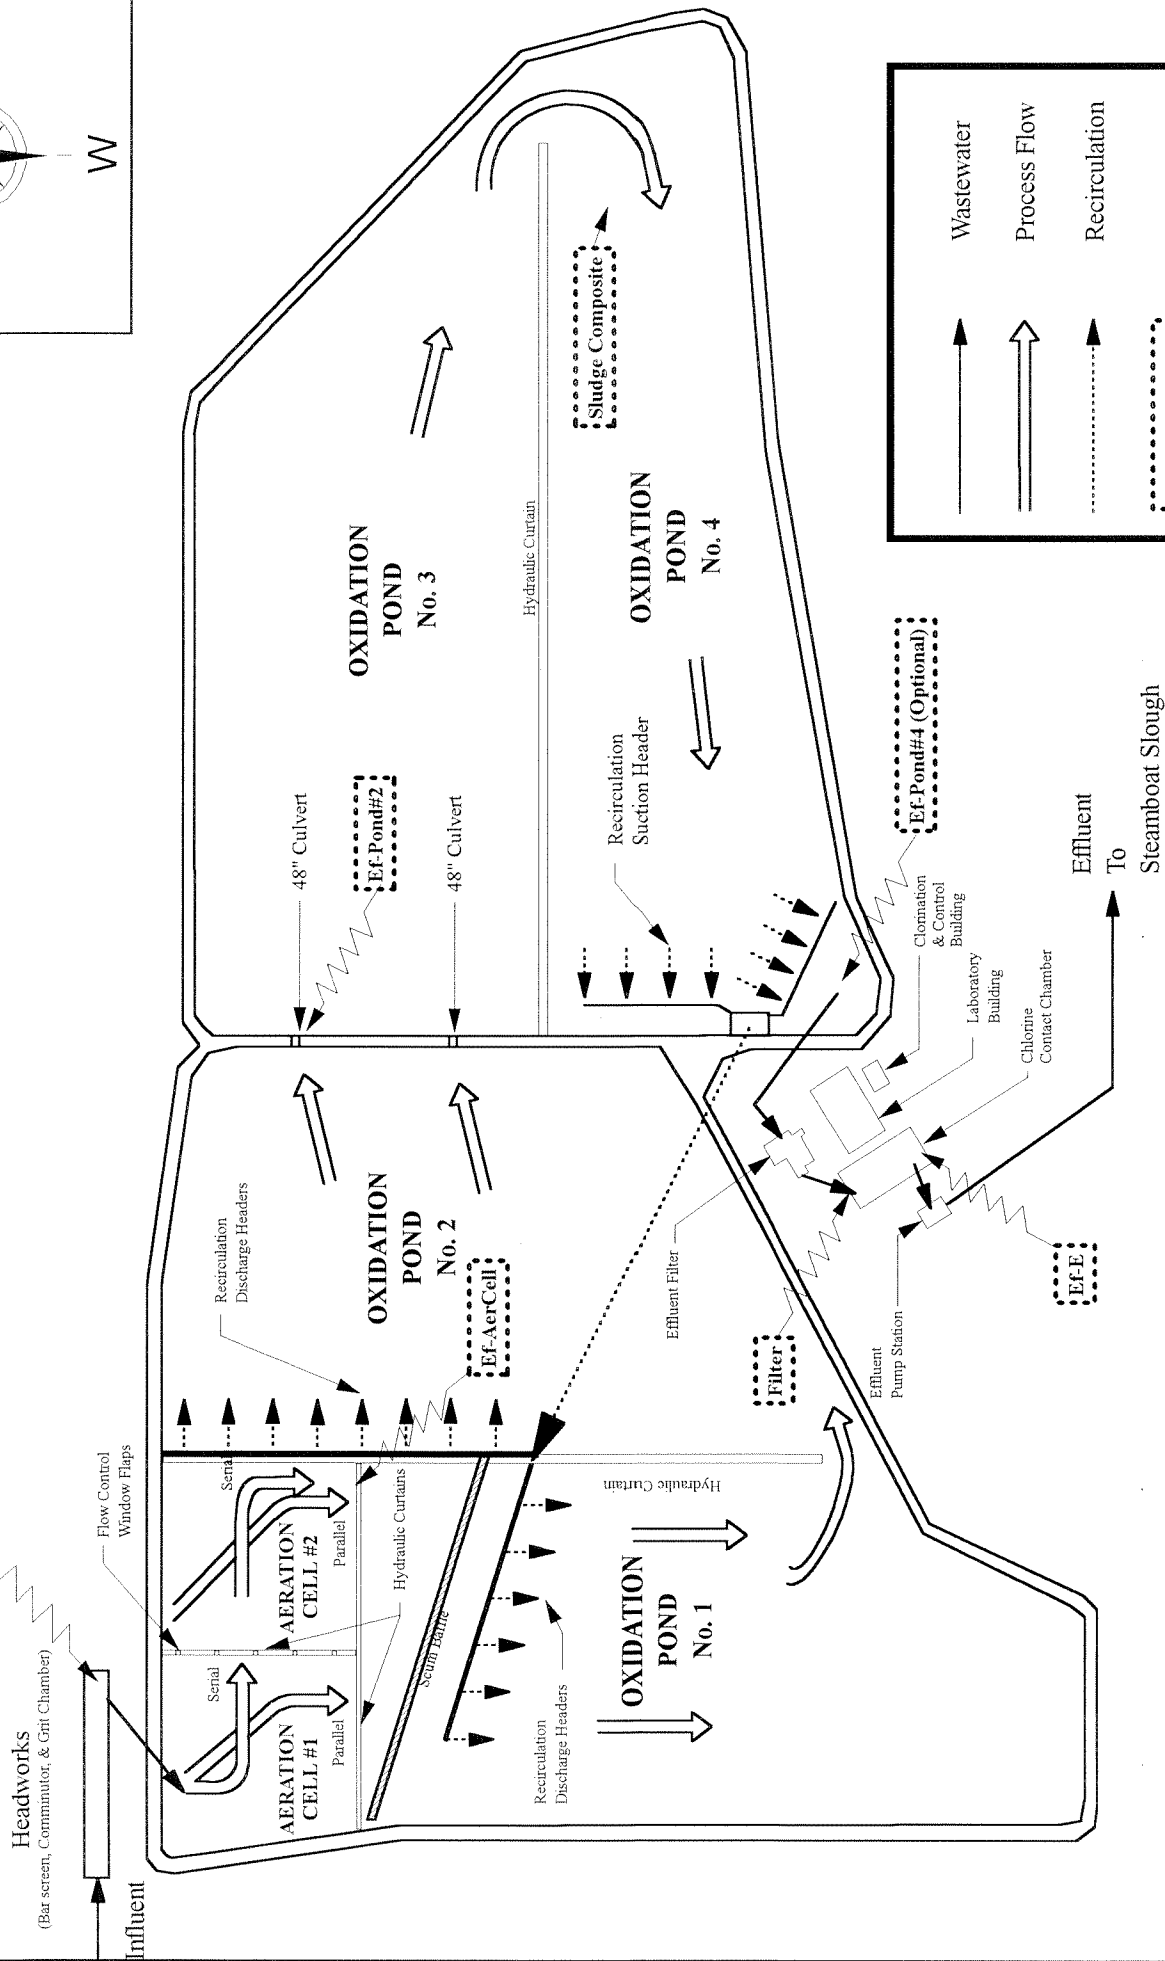 W
Headworks
(Bar screen, Comminutor, & Grit Chamber)
Influent
Flow Control
Window Flaps
Serial
Serial
AERATION
CELL #1
Parallel
AERATION
CELL #2
Parallel
Hydraulic Curtains
Scum Baffle
Recirculation
Discharge Headers
OXIDATION
POND
No. 1
Hydraulic Curtain
Recirculation
Discharge Headers
OXIDATION
POND
No. 2
Ef-AerCell
48" Culvert
Ef-Pond#2
48" Culvert
OXIDATION
POND
No. 3
Hydraulic Curtain
Sludge Composite
OXIDATION
POND
No. 4
Recirculation
Suction Header
Ef-Pond#4 (Optional)
Clorination
& Control
Building
Laboratory
Building
Chlorine
Contact Chamber
Effluent Filter
Filter
Effluent
Pump Station
Ef-E
Effluent
To
Steamboat Slough
Wastewater
Process Flow
Recirculation